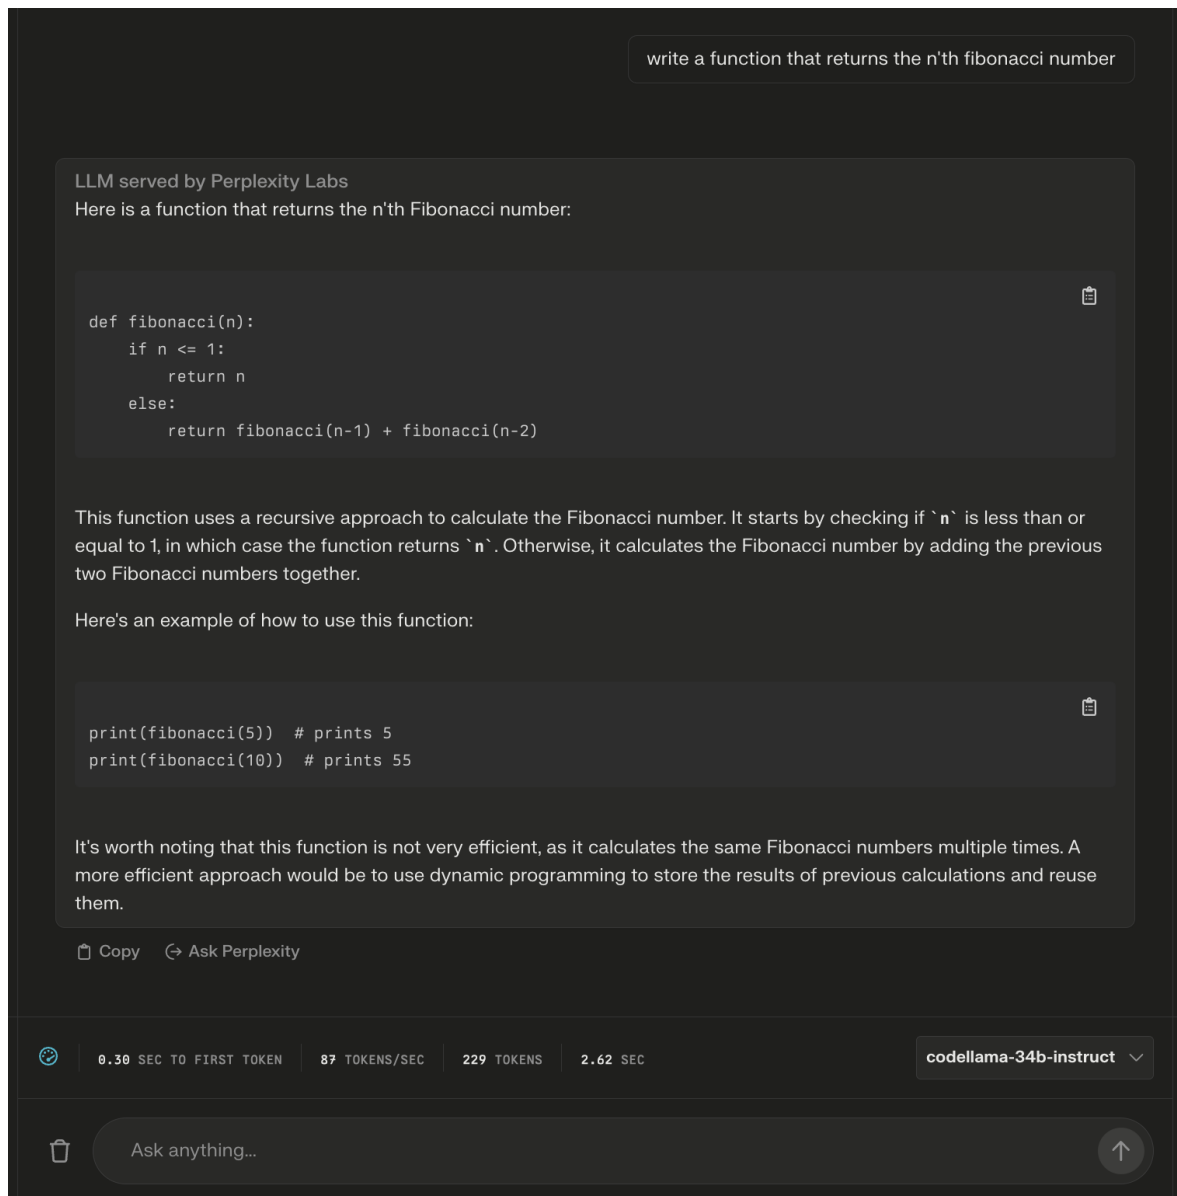 write a function that returns the n'th fibonacci number
LLM served by Perplexity Labs
Here is a function that returns the n'th Fibonacci number:
def fibonacci(n):
    if n <= 1:
        return n
    else:
        return fibonacci(n-1) + fibonacci(n-2)
This function uses a recursive approach to calculate the Fibonacci number. It starts by checking if `n` is less than or
equal to 1, in which case the function returns `n`. Otherwise, it calculates the Fibonacci number by adding the previous
two Fibonacci numbers together.
Here's an example of how to use this function:
print(fibonacci(5))  # prints 5
print(fibonacci(10))  # prints 55
It's worth noting that this function is not very efficient, as it calculates the same Fibonacci numbers multiple times. A
more efficient approach would be to use dynamic programming to store the results of previous calculations and reuse
them.
Copy Ask Perplexity
0.30 SEC TO FIRST TOKEN 87 TOKENS/SEC 229 TOKENS 2.62 SEC codellama-34b-instruct
Ask anything...